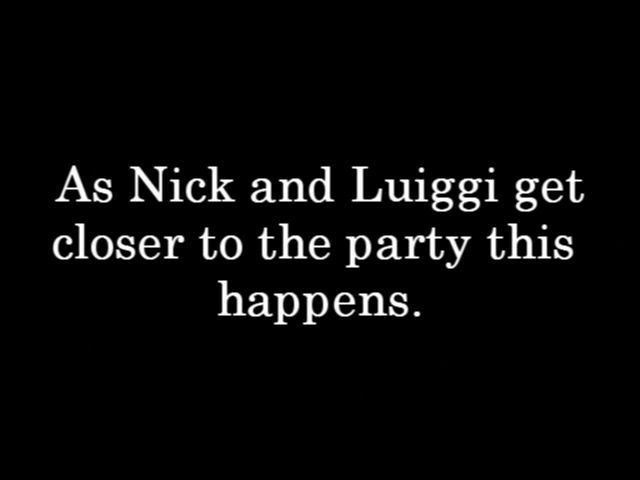 As Nick and Luiggi get
closer to the party this
happens.